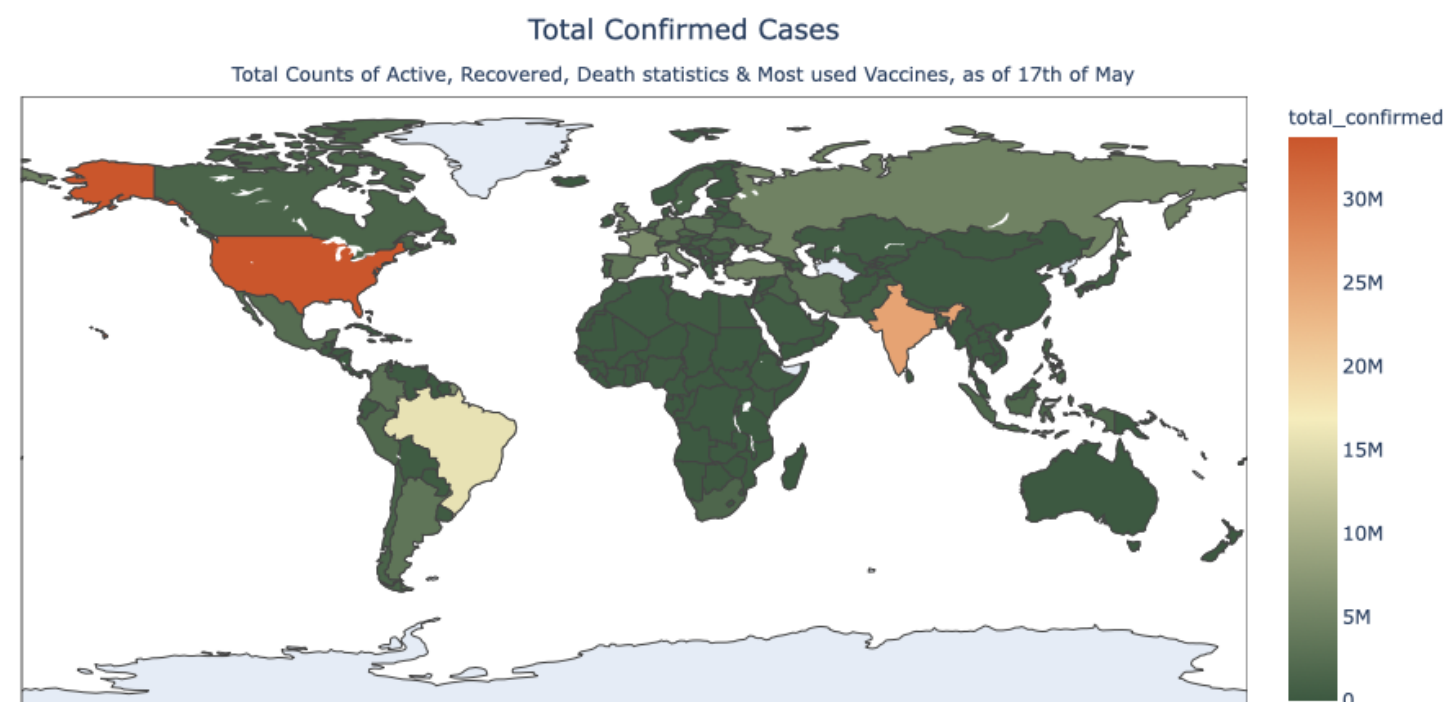 Total Confirmed Cases
Total Counts of Active, Recovered, Death statistics & Most used Vaccines, as of 17th of May
total_confirmed
30M
25M
20M
15M
10M
5M
0